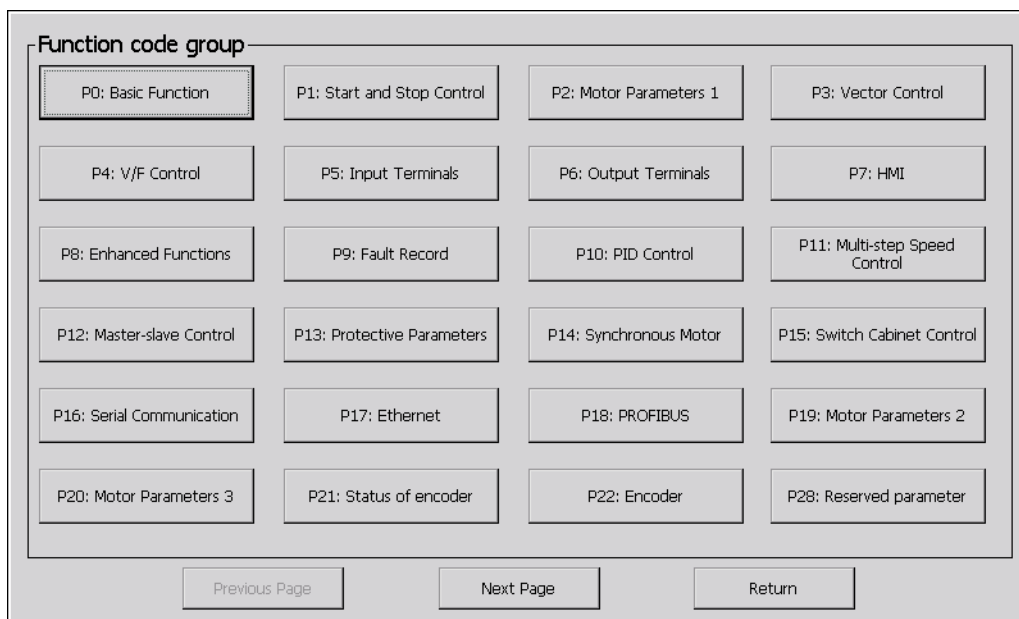 Function code group
P0: Basic Function
P1: Start and Stop Control
P2: Motor Parameters 1
P3: Vector Control
P4: V/F Control
P5: Input Terminals
P6: Output Terminals
P7: HMI
P8: Enhanced Functions
P9: Fault Record
P10: PID Control
P11: Multi-step Speed
Control
P12: Master-slave Control
P13: Protective Parameters
P14: Synchronous Motor
P15: Switch Cabinet Control
P16: Serial Communication
P17: Ethernet
P18: PROFIBUS
P19: Motor Parameters 2
P20: Motor Parameters 3
P21: Status of encoder
P22: Encoder
P28: Reserved parameter
Previous Page
Next Page
Return